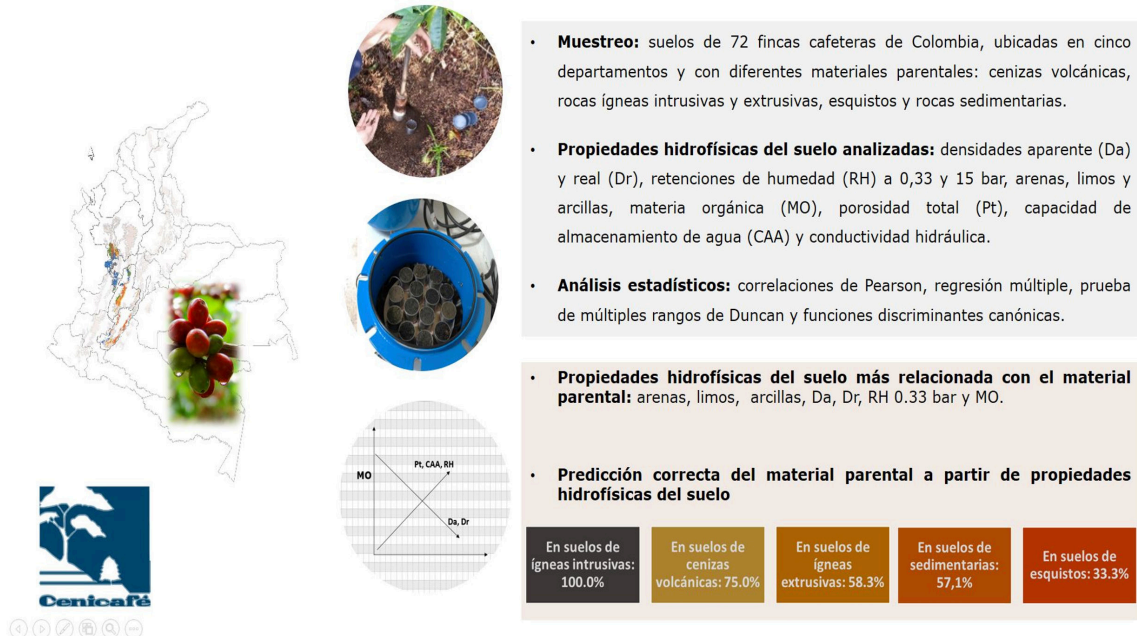 • Muestreo: suelos de 72 fincas cafeteras de Colombia, ubicadas en cinco
departamentos y con diferentes materiales parentales: cenizas volcánicas,
rocas ígneas intrusivas y extrusivas, esquistos y rocas sedimentarias.
• Propiedades hidrofísicas del suelo analizadas: densidades aparente (Da)
y real (Dr), retenciones de humedad (RH) a 0,33 y 15 bar, arenas, limos y
arcillas, materia orgánica (MO), porosidad total (Pt), capacidad de
almacenamiento de agua (CAA) y conductividad hidráulica.
• Análisis estadísticos: correlaciones de Pearson, regresión múltiple, prueba
de múltiples rangos de Duncan y funciones discriminantes canónicas.
• Propiedades hidrofísicas del suelo más relacionada con el material
parental: arenas, limos, arcillas, Da, Dr, RH 0.33 bar y MO.
• Predicción correcta del material parental a partir de propiedades
hidrofísicas del suelo
En suelos de
ígneas intrusivas:
100.0%
En suelos de
cenizas
volcánicas: 75.0%
En suelos de
ígneas
extrusivas: 58.3%
En suelos de
sedimentarias:
57,1%
En suelos de
esquistos: 33.3%
MO
Pt, CAA, RH
Da, Dr
Cenicafé